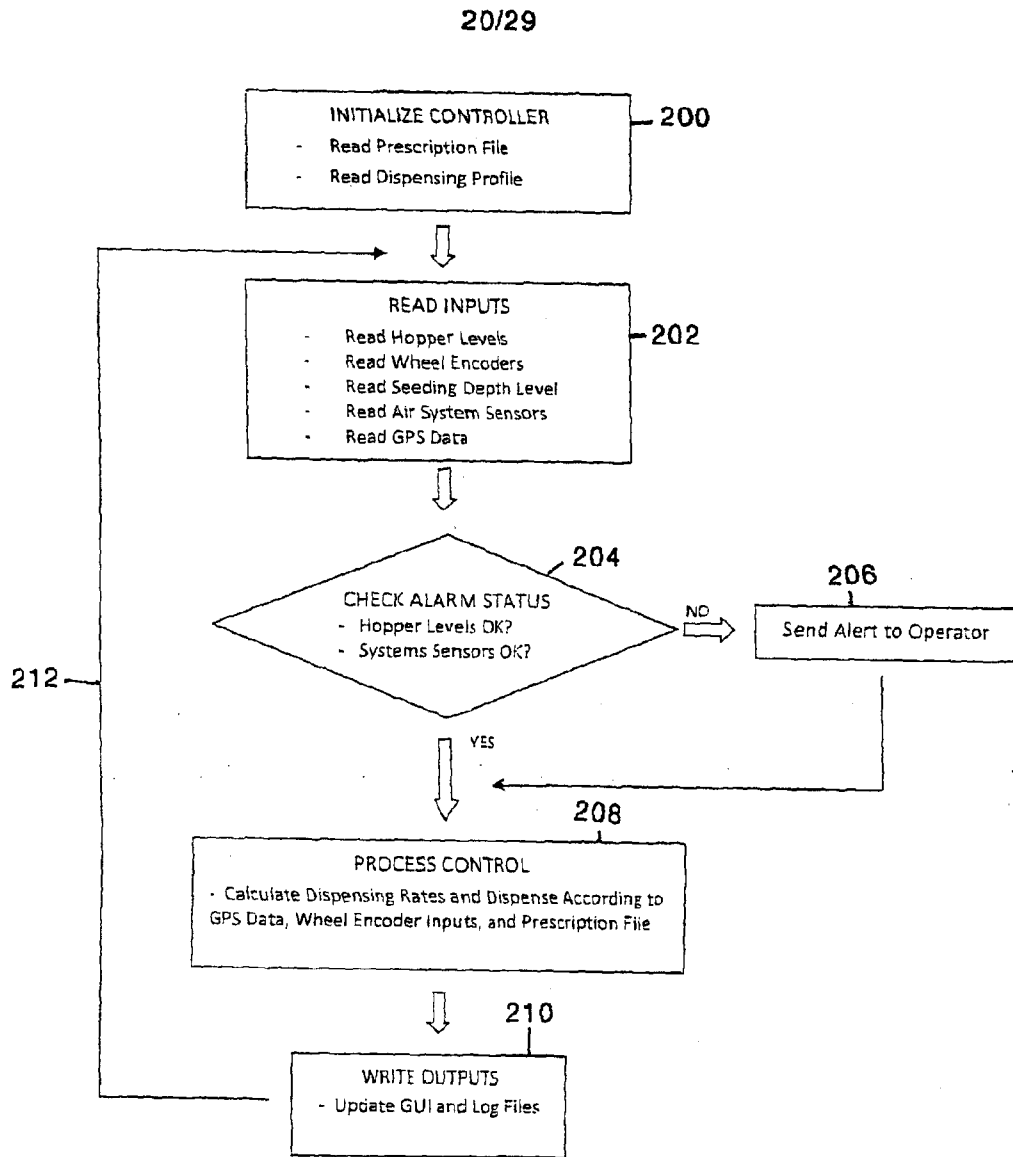 20/29
INITIALIZE CONTROLLER
- Read Prescription File
- Read Dispensing Profile
200
READ INPUTS
- Read Hopper Levels
- Read Wheel Encoders
- Read Seeding Depth Level
- Read Air System Sensors
- Read GPS Data
202
204
CHECK ALARM STATUS
- Hopper Levels OK?
- Systems Sensors OK?
NO
206
Send Alert to Operator
212
YES
208
PROCESS CONTROL
- Calculate Dispensing Rates and Dispense According to
GPS Data, Wheel Encoder Inputs, and Prescription File
210
WRITE OUTPUTS
- Update GUI and Log Files